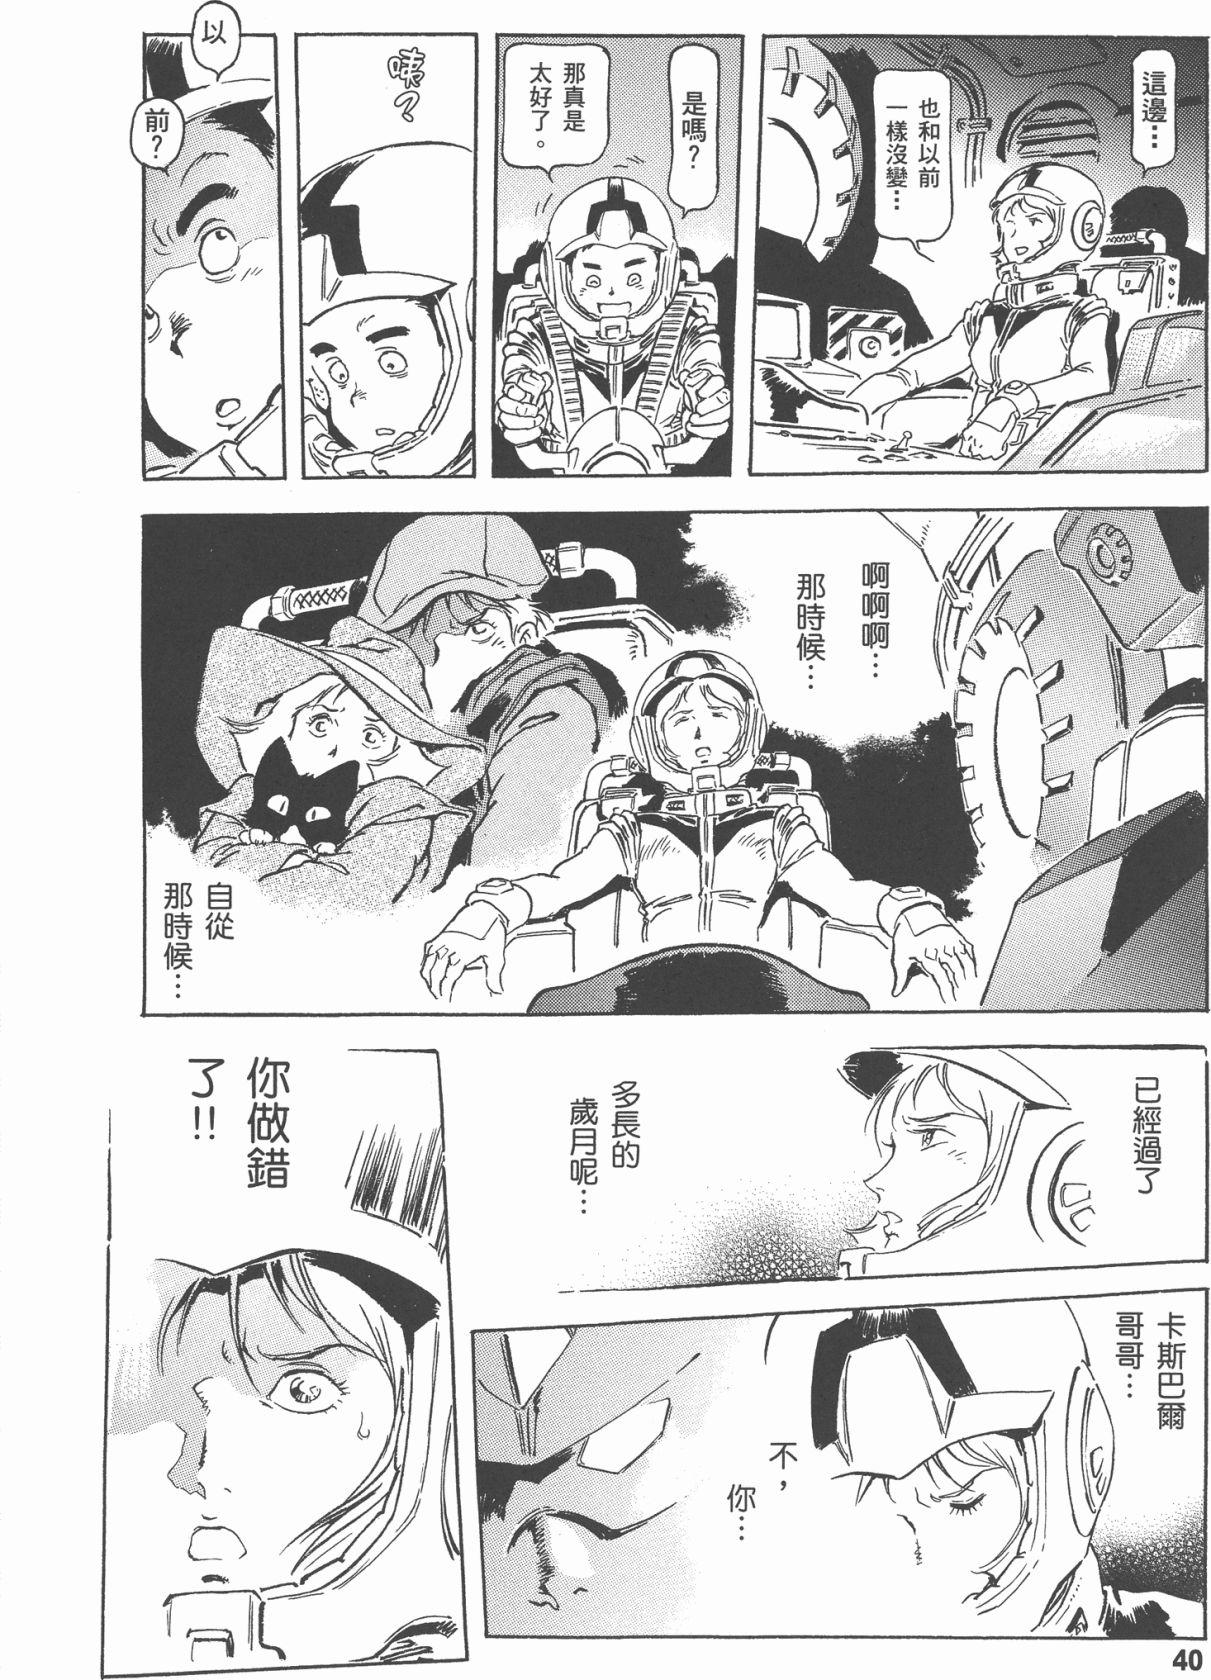 這邊…
也和以前
一樣沒變…
是嗎？
那真是
太好了。
咦？
以
前？
啊啊啊…
那時候…
自從
那時候…
已經過了
多長的
歲月呢…
卡斯巴爾
哥哥…
不，
你…
你做錯
了!!
40